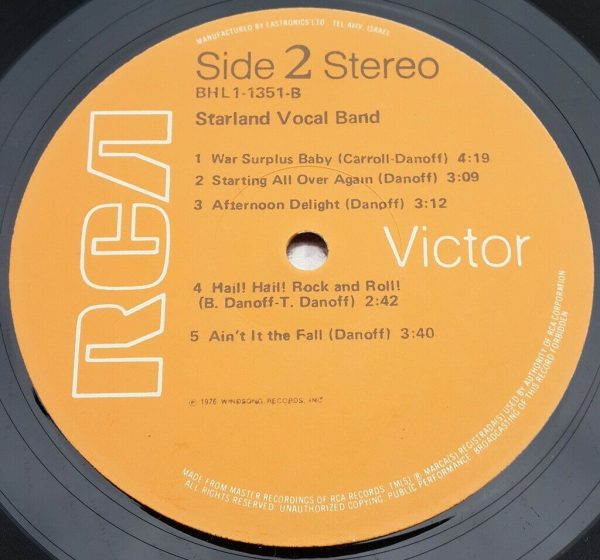 MANUFACTURED BY EASTRONICS LTD., TEL AVIV, ISRAEL
Side 2 Stereo
BHL1-1351-B
Starland Vocal Band
1 War Surplus Baby (Carroll-Danoff) 4:19
2 Starting All Over Again (Danoff) 3:09
3 Afternoon Delight (Danoff) 3:12
RCA
Victor
4 Hail! Hail! Rock and Roll!
(B. Danoff-T. Danoff) 2:42
5 Ain't It the Fall (Danoff) 3:40
℗ 1976 WINDSONG RECORDS, INC
MADE FROM MASTER RECORDINGS OF RCA RECORDS. TM(S) ®. MARCA(S) REGISTRADA(S) USED BY AUTHORITY OF RCA CORPORATION
ALL RIGHTS RESERVED. UNAUTHORIZED COPYING, PUBLIC PERFORMANCE, BROADCASTING OF THIS RECORD FORBIDDEN